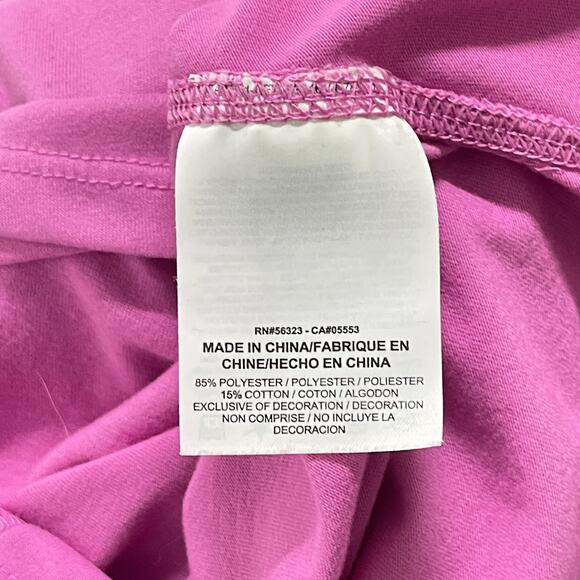 RN#56323 - CA#05553
MADE IN CHINA/FABRIQUE EN
CHINE/HECHO EN CHINA
85% POLYESTER / POLYESTER / POLIESTER
15% COTTON / COTON / ALGODON
EXCLUSIVE OF DECORATION / DECORATION
NON COMPRISE / NO INCLUYE LA
DECORACION